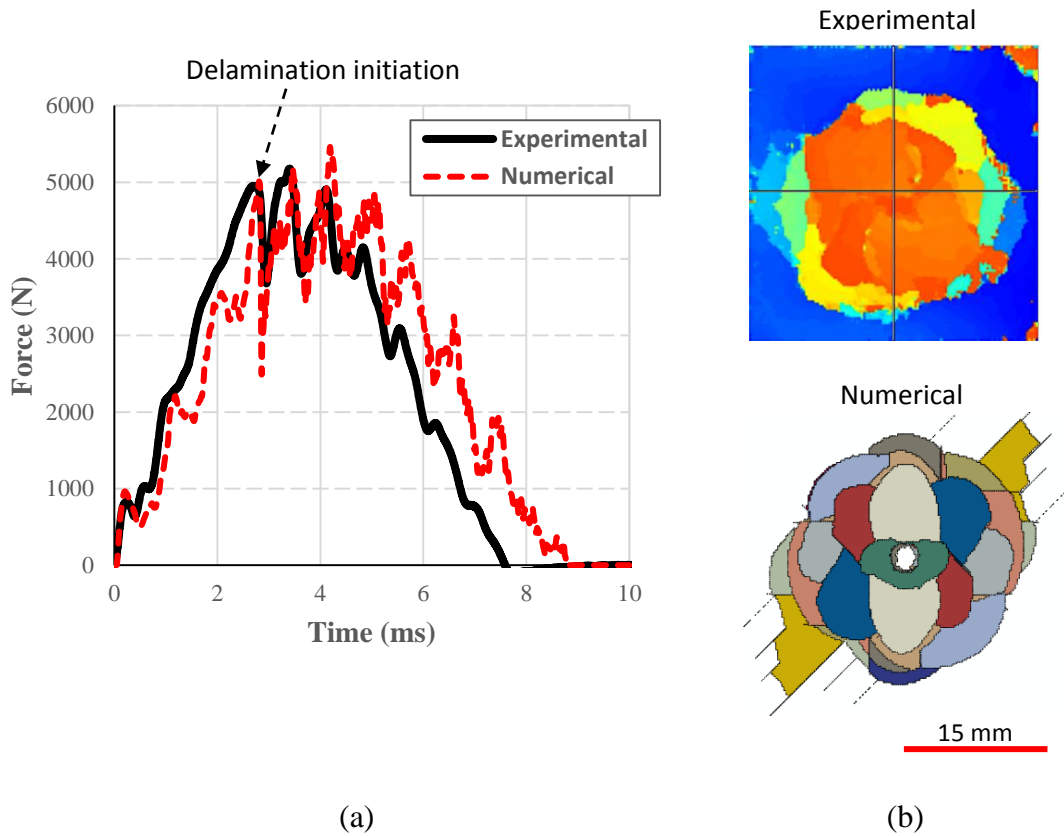 Delamination initiation
6000
5000
4000
3000
2000
1000
0
Force (N)
0 2 4 6 8 10
Time (ms)
Experimental
Numerical
(a)
Experimental
Numerical
15 mm
(b)